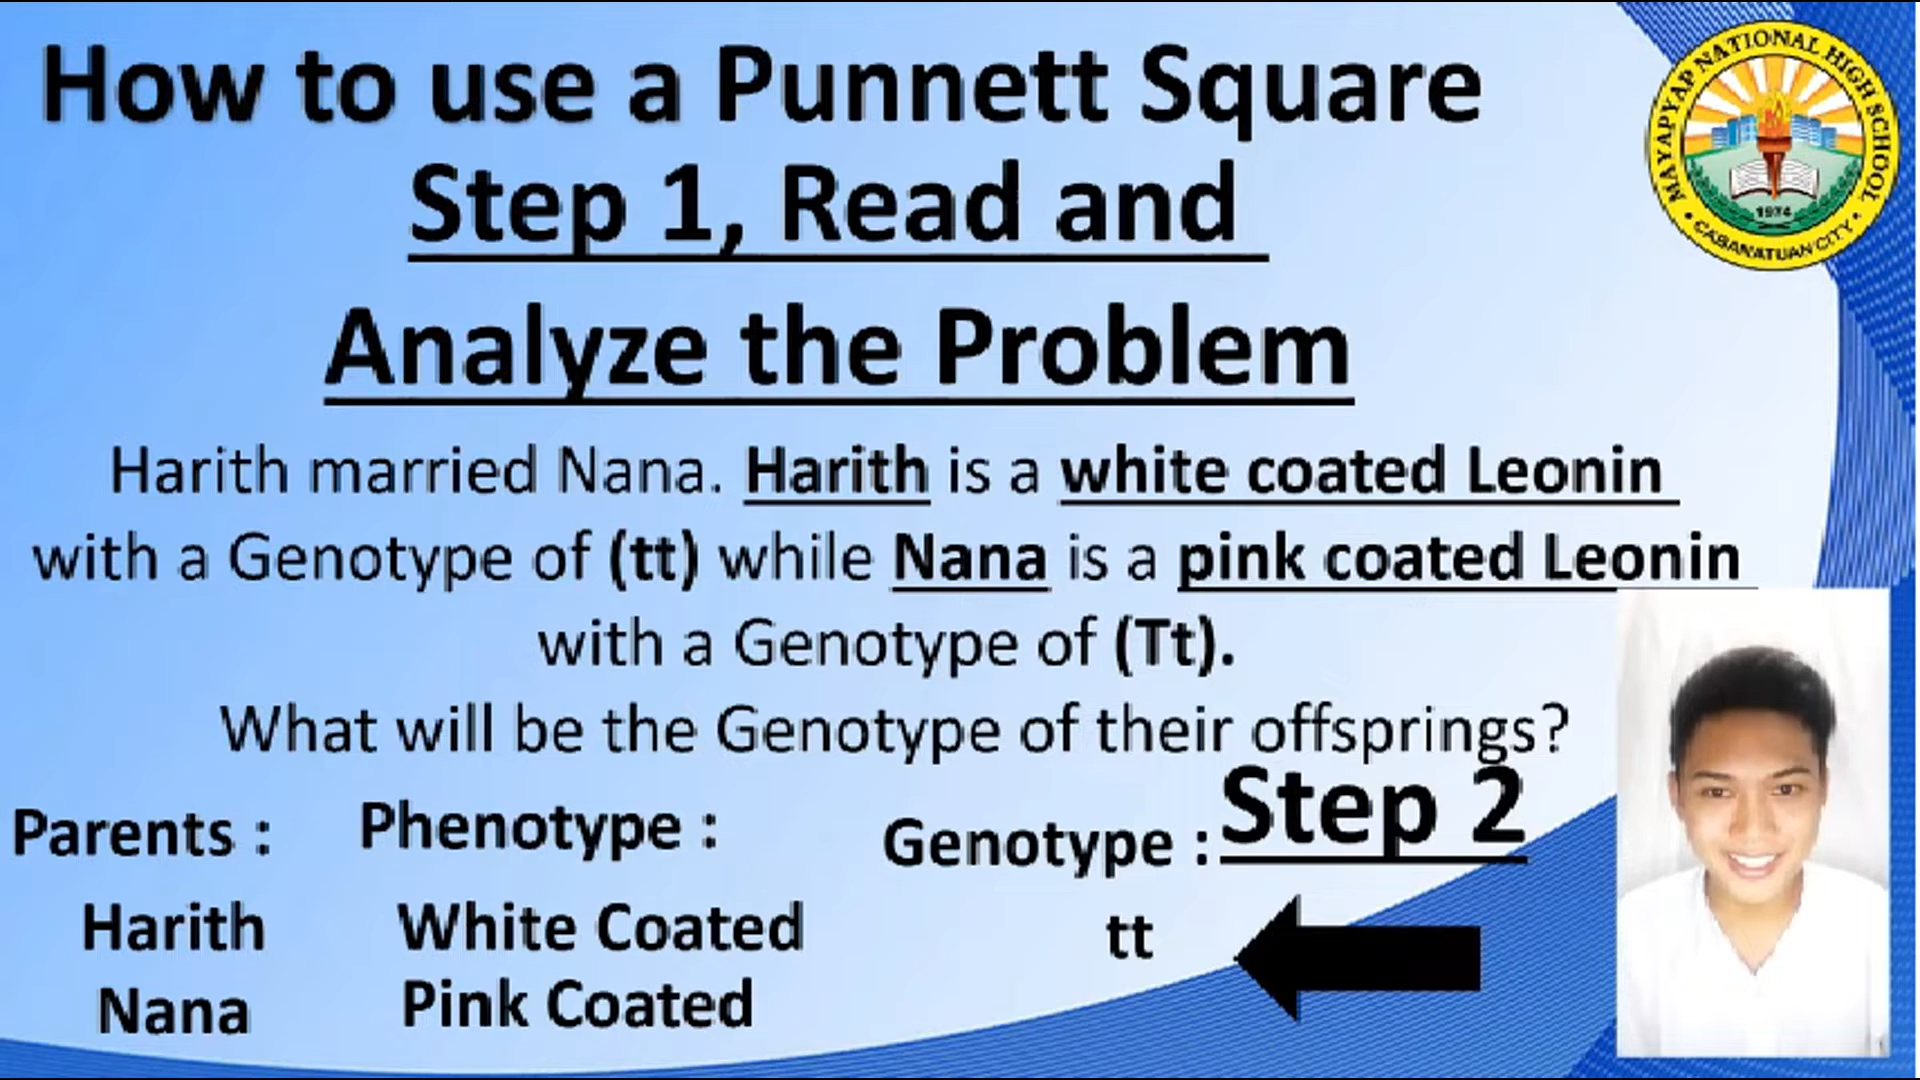 How to use a Punnett Square
Step 1, Read and
Analyze the Problem
Harith married Nana. Harith is a white coated Leonin
with a Genotype of (tt) while Nana is a pink coated Leonin
with a Genotype of (Tt).
What will be the Genotype of their offsprings?
Step 2
Parents : Phenotype : Genotype :
Harith White Coated tt
Nana Pink Coated
MAYAPYAP NATIONAL HIGH SCHOOL
1974
CABANATUAN CITY